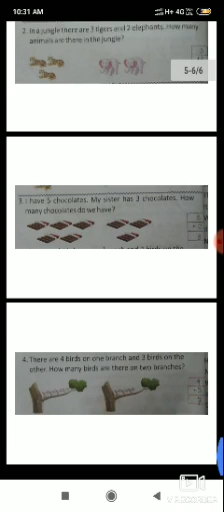 10:31 AM
4G
2. In a jungle there are 3 tigers and 2 elephants. How many
animals are there in the jungle?
5-6/6
3. I have 5 chocolates. My sister has 3 chocolates. How
many chocolates do we have?
4. There are 4 birds on one branch and 3 birds on the
other. How many birds are there on two branches?
7